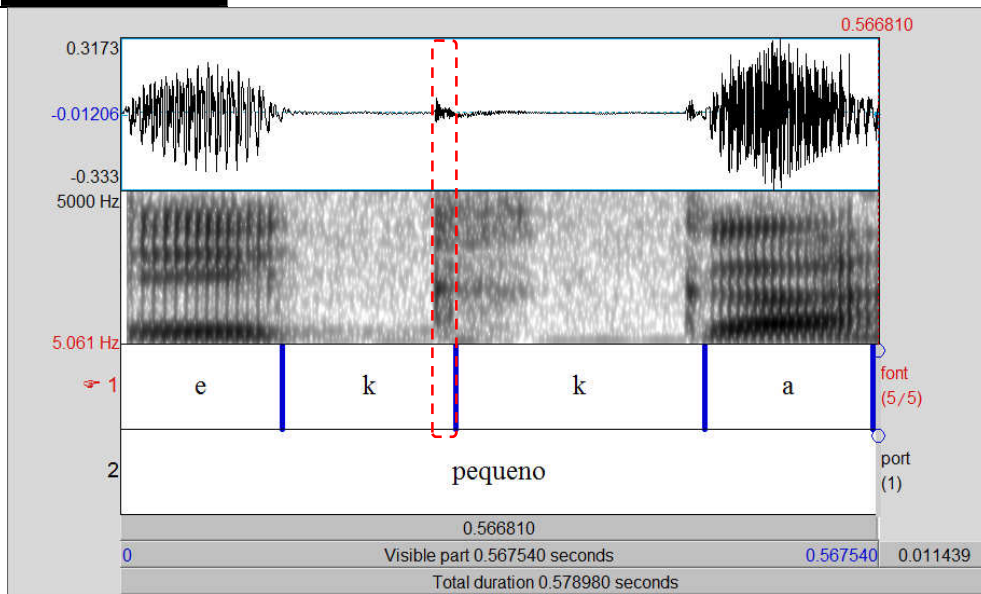 0.566810
0.3173
-0.01206
-0.333
5000 Hz
5.061 Hz
☞ 1 e k k a font
(5/5)
2 pequeno port
(1)
0.566810
0 Visible part 0.567540 seconds 0.567540 0.011439
Total duration 0.578980 seconds